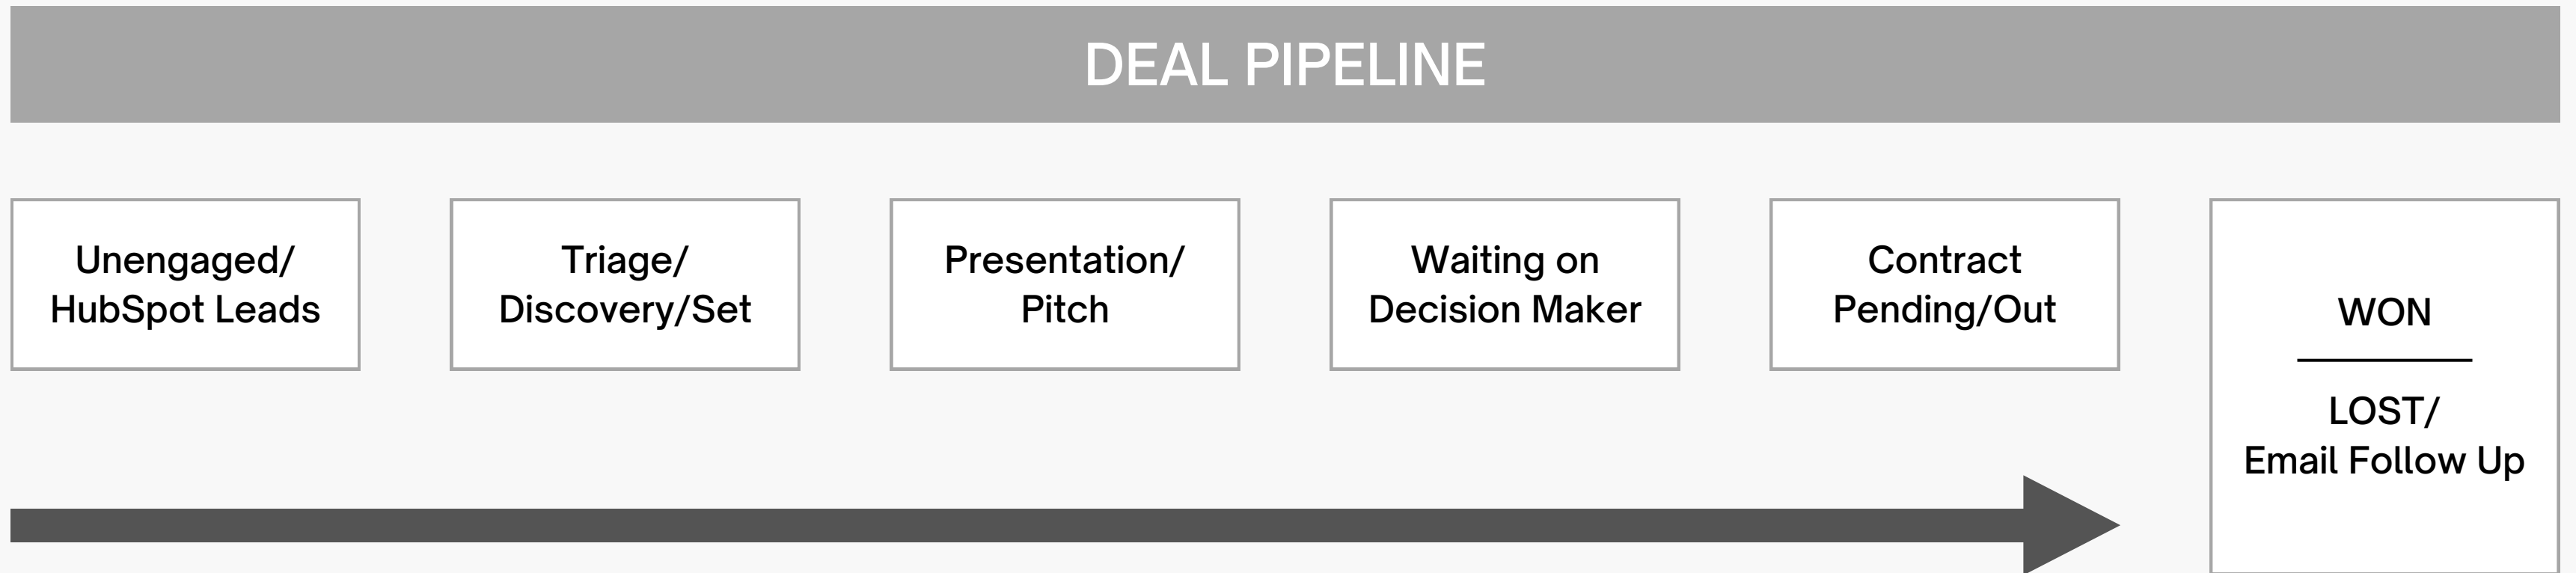 DEAL PIPELINE
Unengaged/
HubSpot Leads
Triage/
Discovery/Set
Presentation/
Pitch
Waiting on
Decision Maker
Contract
Pending/Out
WON
LOST/
Email Follow Up